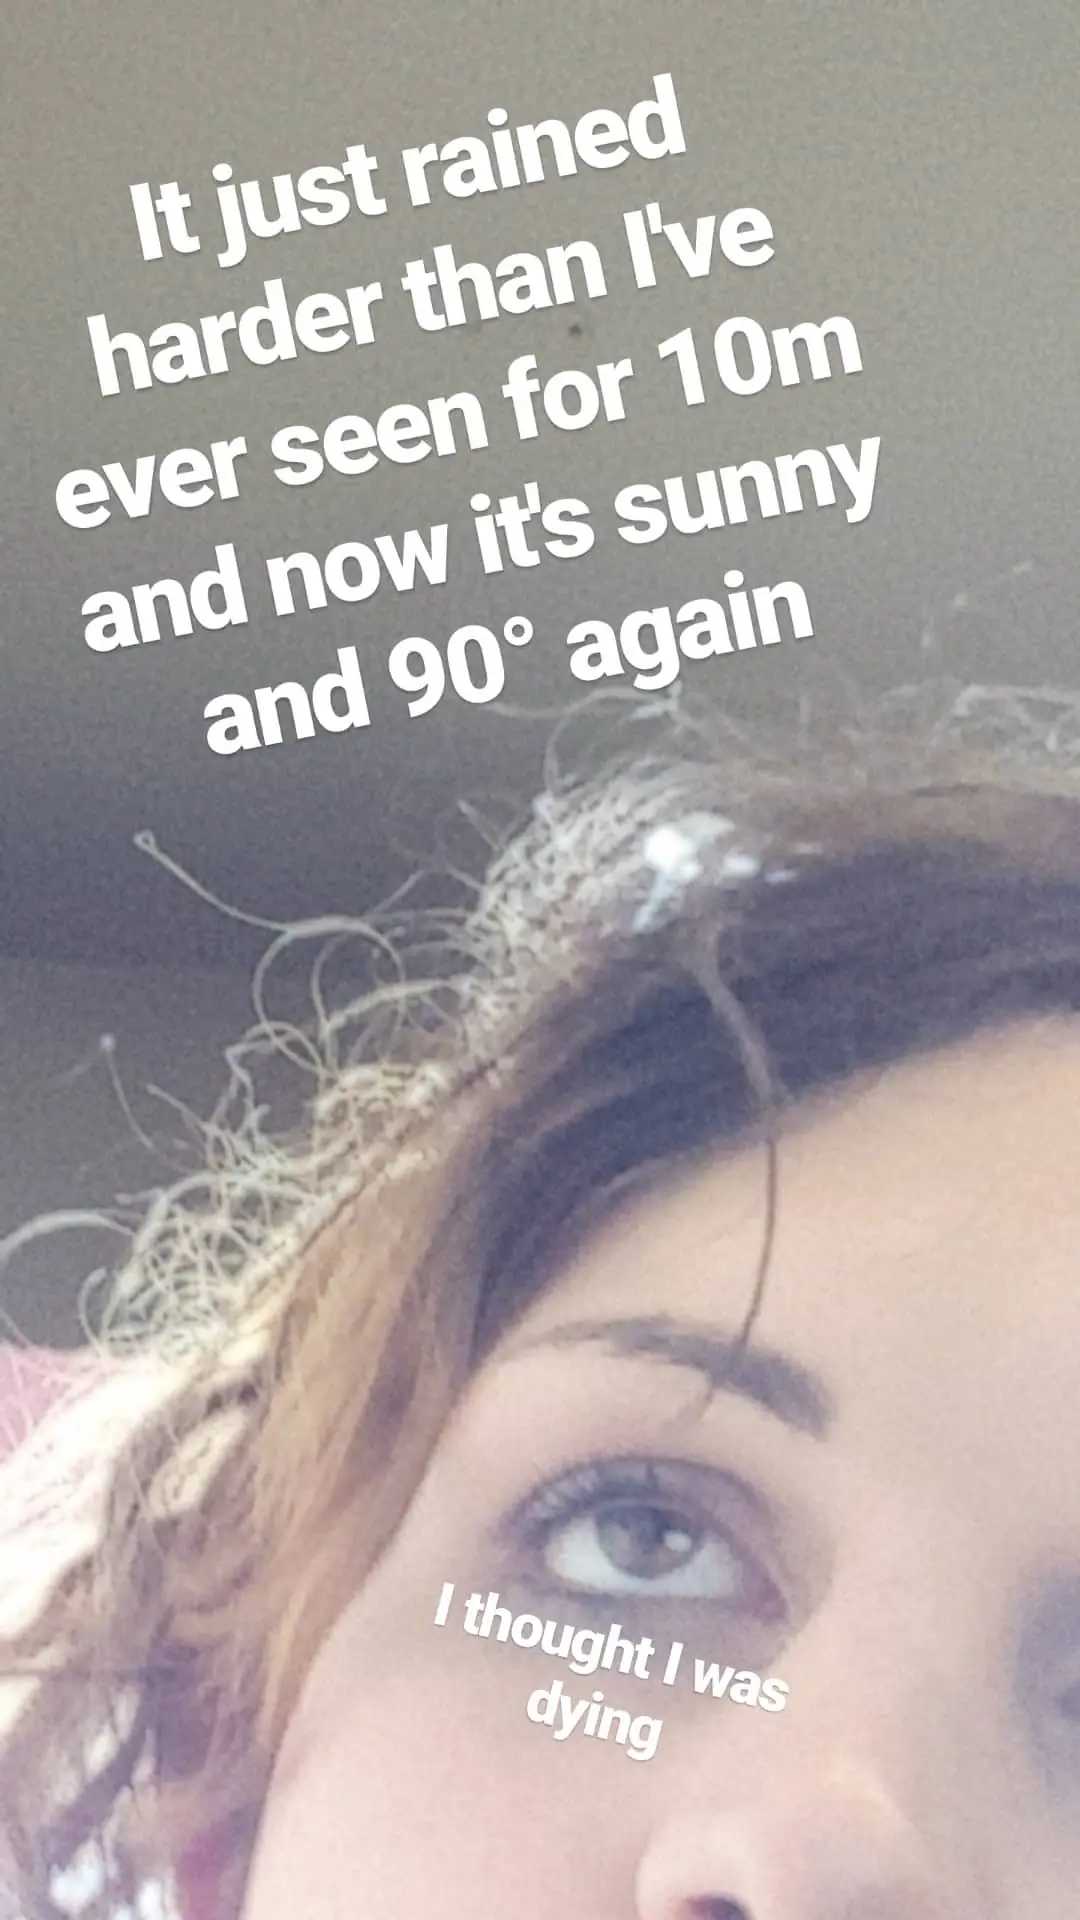 It just rained
harder than I've
ever seen for 10m
and now it's sunny
and 90° again
I thought I was
dying